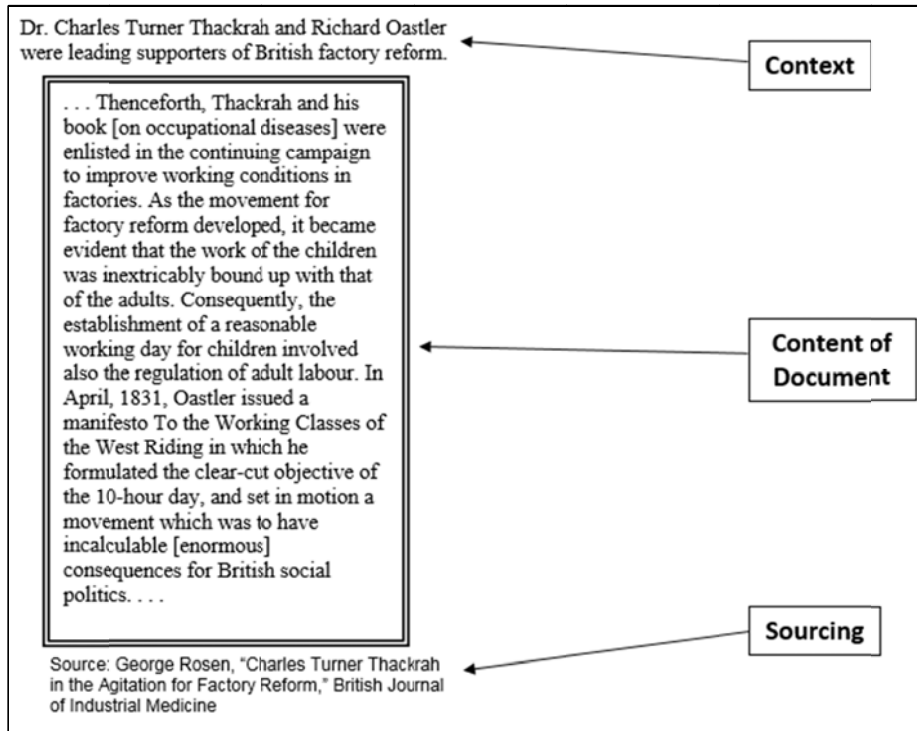 Dr. Charles Turner Thackrah and Richard Oastler
were leading supporters of British factory reform.
Context
. . . Thenceforth, Thackrah and his
book [on occupational diseases] were
enlisted in the continuing campaign
to improve working conditions in
factories. As the movement for
factory reform developed, it became
evident that the work of the children
was inextricably bound up with that
of the adults. Consequently, the
establishment of a reasonable
working day for children involved
also the regulation of adult labour. In
April, 1831, Oastler issued a
manifesto To the Working Classes of
the West Riding in which he
formulated the clear-cut objective of
the 10-hour day, and set in motion a
movement which was to have
incalculable [enormous]
consequences for British social
politics. . . .
Content of
Document
Source: George Rosen, “Charles Turner Thackrah
in the Agitation for Factory Reform,” British Journal
of Industrial Medicine
Sourcing